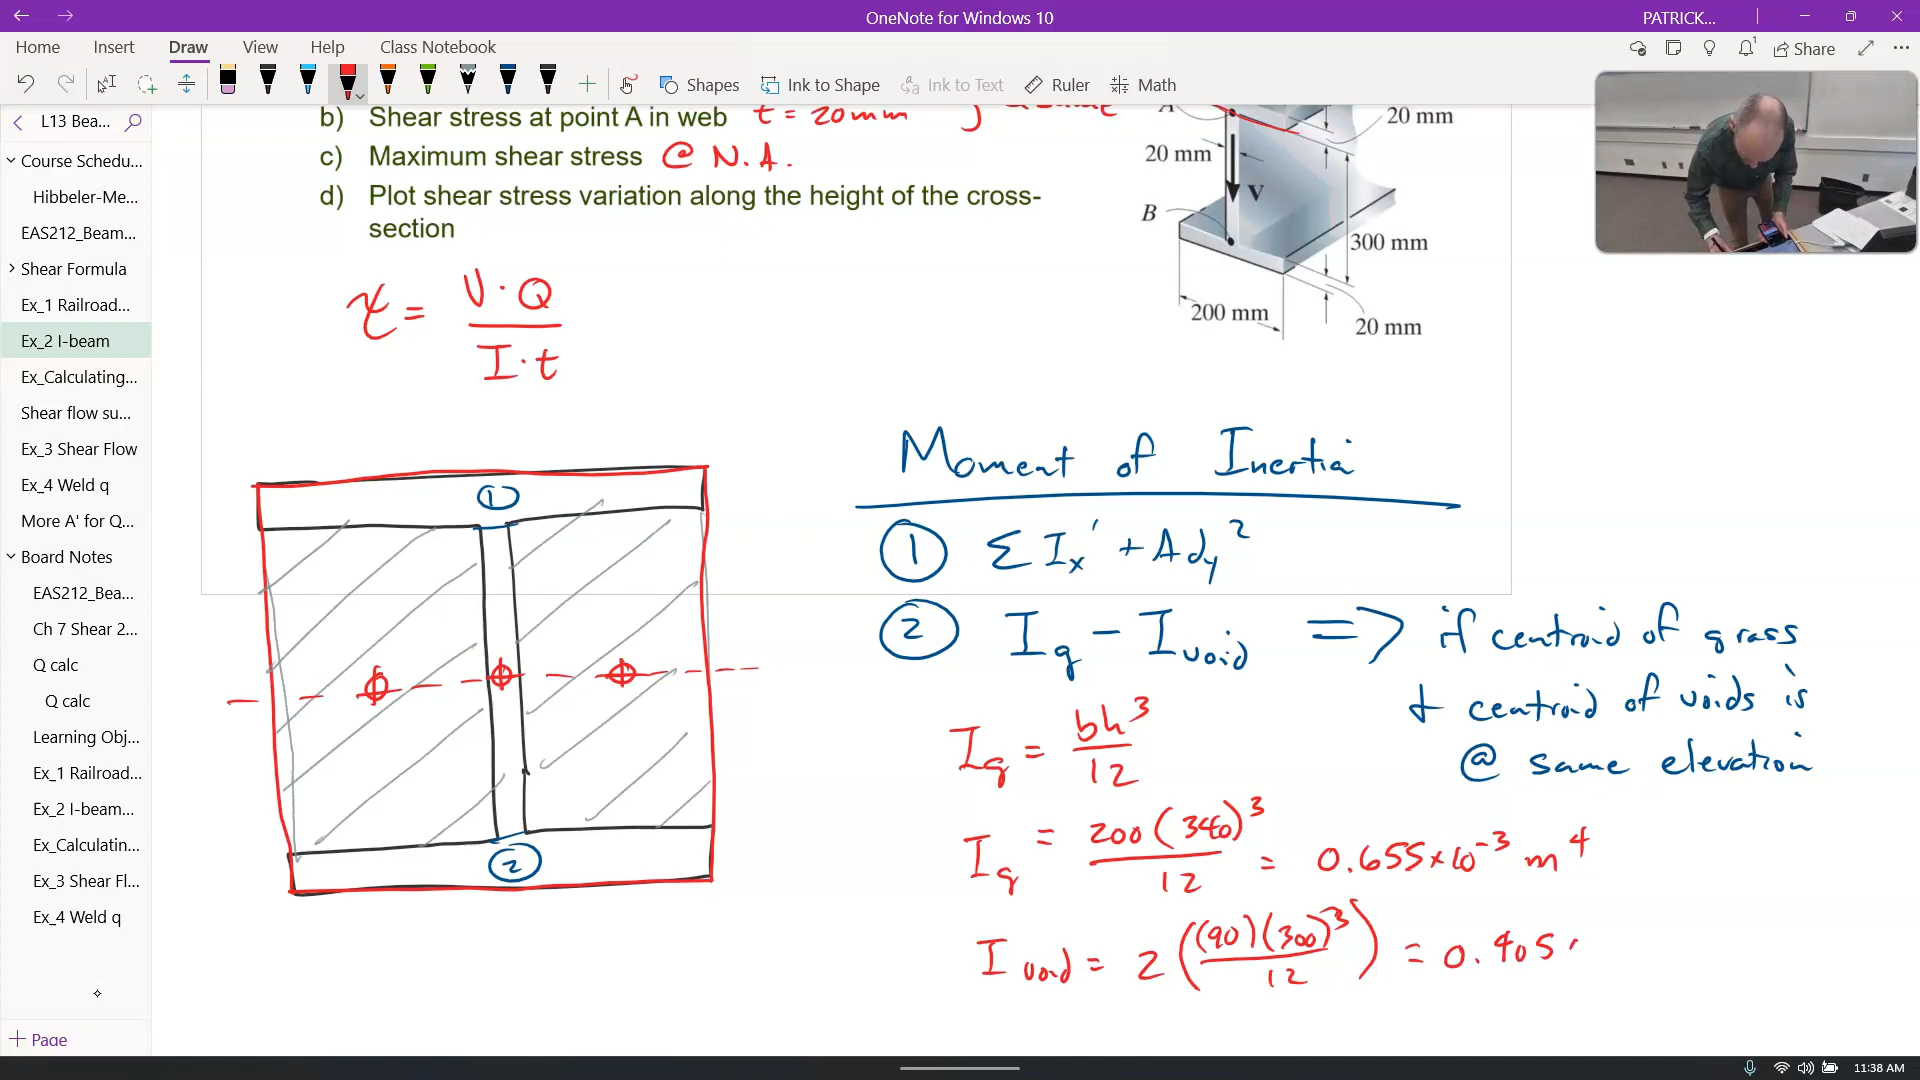 OneNote for Windows 10
PATRICK...
Home Insert Draw View Help Class Notebook
Share
Shapes Ink to Shape Ink to Text Ruler Math
L13 Bea...
Course Schedu...
Hibbeler-Me...
EAS212_Beam...
Shear Formula
Ex_1 Railroad...
Ex_2 I-beam
Ex_Calculating...
Shear flow su...
Ex_3 Shear Flow
Ex_4 Weld q
More A' for Q...
Board Notes
EAS212_Bea...
Ch 7 Shear 2...
Q calc
Q calc
Learning Obj...
Ex_1 Railroad...
Ex_2 I-beam...
Ex_Calculatin...
Ex_3 Shear Fl...
Ex_4 Weld q
+ Page
b) Shear stress at point A in web t = 20mm
c) Maximum shear stress @ N.A.
d) Plot shear stress variation along the height of the cross-
section
A
20 mm
20 mm
V
B
300 mm
200 mm
20 mm
τ = V·Q / I·t
1
2
Moment of Inertia
1 Σ Ix' + Ady²
2 Ig - Ivoid => if centroid of grass
+ centroid of voids is
@ same elevation
Ig = bh³ / 12
Ig = 200(340)³ / 12 = 0.655x10⁻³ m⁴
I void = 2((90)(300)³ / 12) = 0.405
11:38 AM